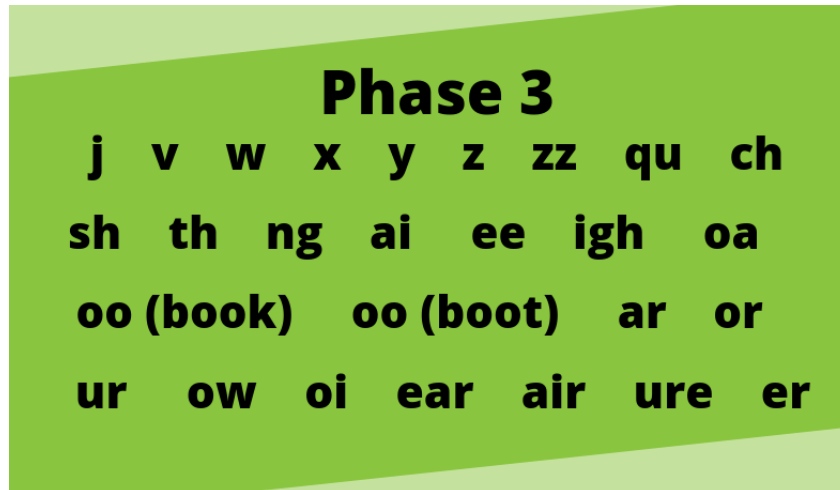 Phase 3
j v w x y z zz qu ch
sh th ng ai ee igh oa
oo (book) oo (boot) ar or
ur ow oi ear air ure er